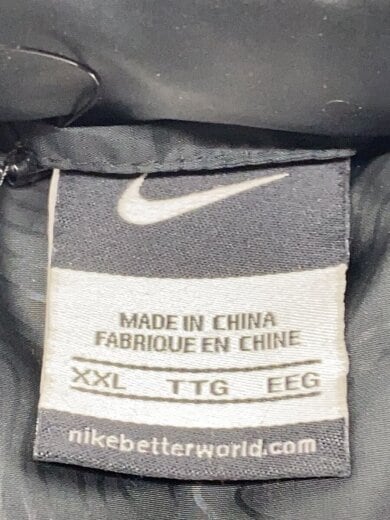 MADE IN CHINA
FABRIQUE EN CHINE
XXL TTG EEG
nikebetterworld.com